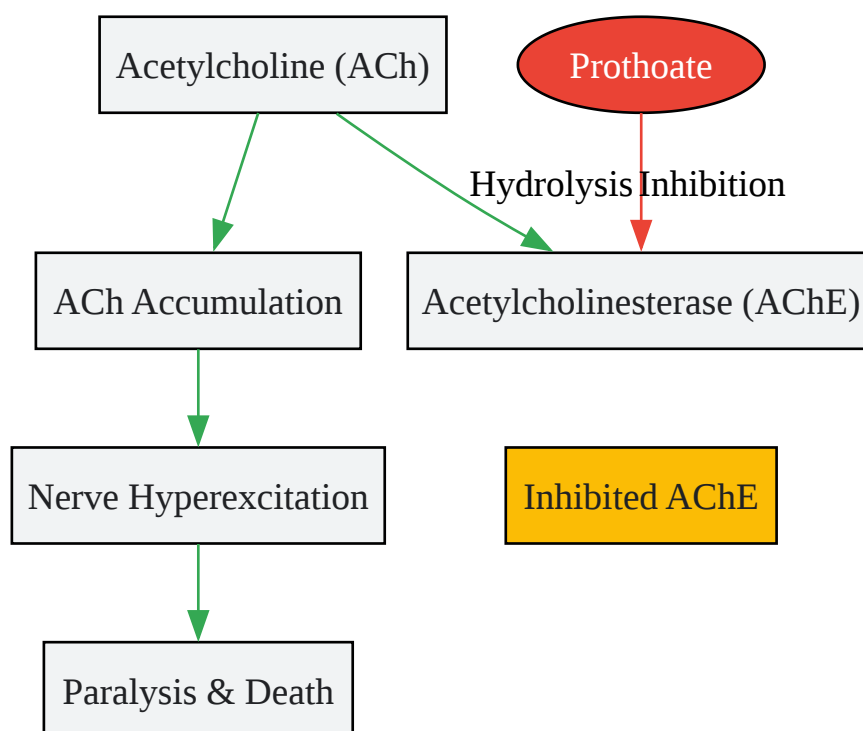 Acetylcholine (ACh)
Prothoate
Hydrolysis
Inhibition
ACh Accumulation
Acetylcholinesterase (AChE)
Nerve Hyperexcitation
Inhibited AChE
Paralysis & Death